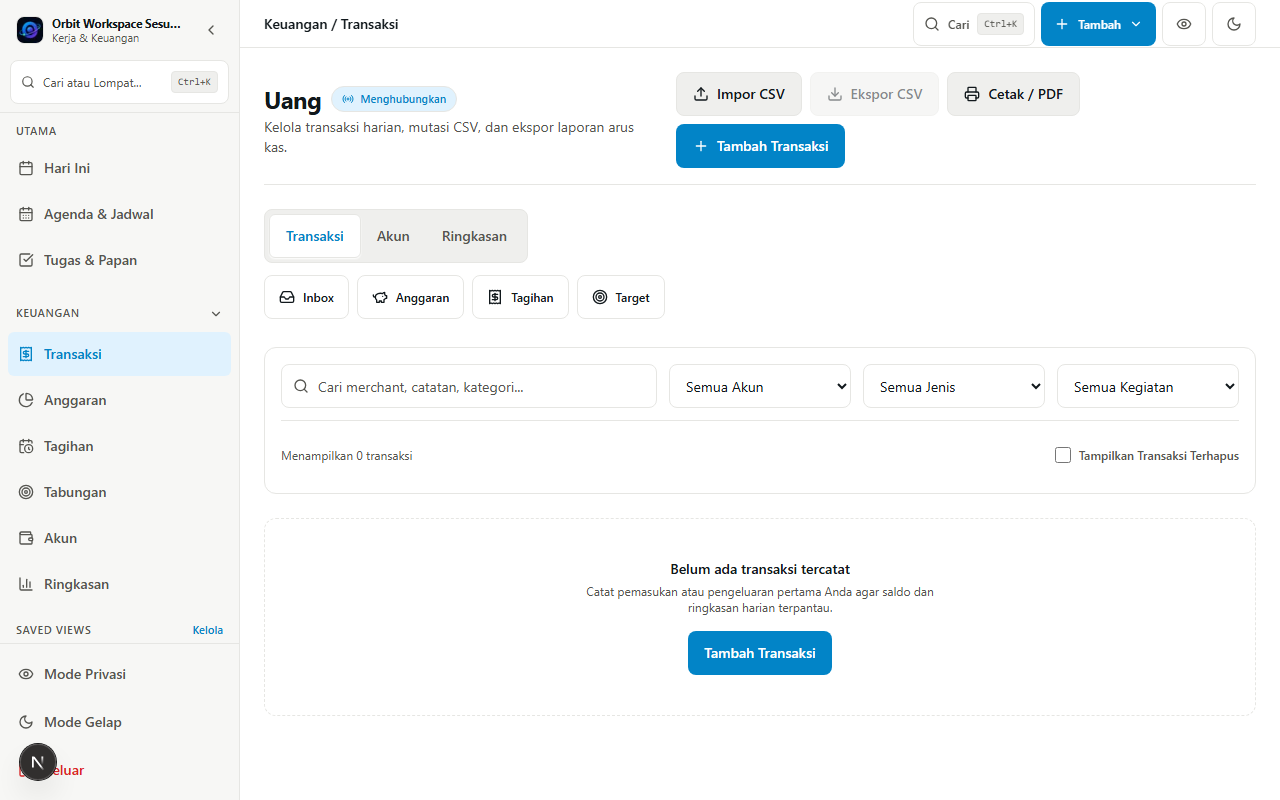 Orbit Workspace Sesu...
Kerja & Keuangan
Cari atau Lompat... Ctrl+K
UTAMA
Hari Ini
Agenda & Jadwal
Tugas & Papan
KEUANGAN
Transaksi
Anggaran
Tagihan
Tabungan
Akun
Ringkasan
SAVED VIEWS Kelola
Mode Privasi
Mode Gelap
N
eluar
Keuangan / Transaksi
Cari Ctrl+K
Tambah
Uang
Menghubungkan
Kelola transaksi harian, mutasi CSV, dan ekspor laporan arus
kas.
Impor CSV
Ekspor CSV
Cetak / PDF
Tambah Transaksi
Transaksi Akun Ringkasan
Inbox Anggaran Tagihan Target
Cari merchant, catatan, kategori... Semua Akun Semua Jenis Semua Kegiatan
Menampilkan 0 transaksi Tampilkan Transaksi Terhapus
Belum ada transaksi tercatat
Catat pemasukan atau pengeluaran pertama Anda agar saldo dan
ringkasan harian terpantau.
Tambah Transaksi